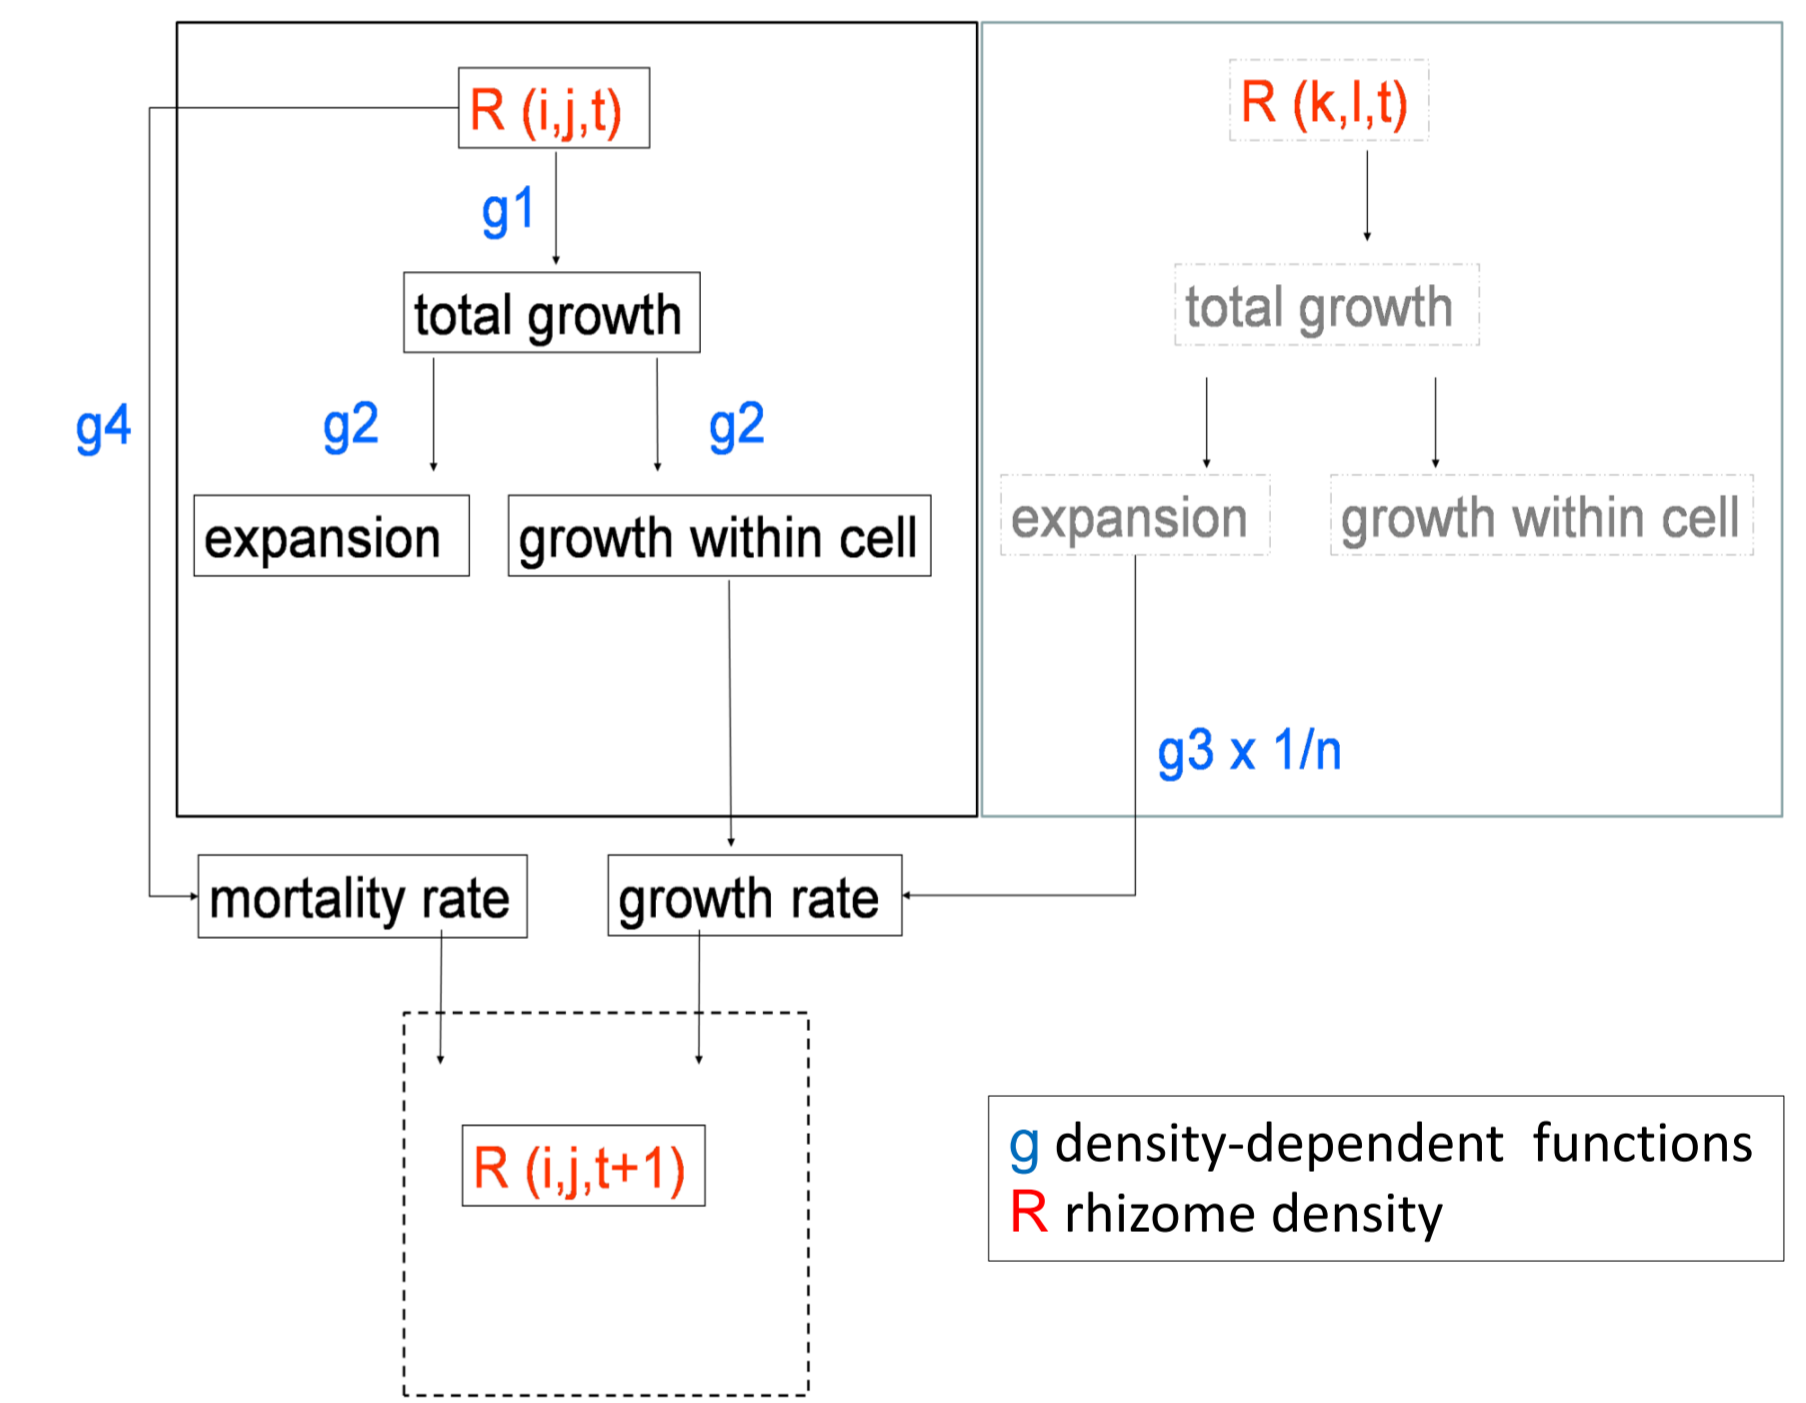 R (i,j,t)
R (k,l,t)
g1
total growth
total growth
g4
g2
g2
expansion
growth within cell
expansion
growth within cell
g3 x 1/n
mortality rate
growth rate
R (i,j,t+1)
g density-dependent functions
R rhizome density